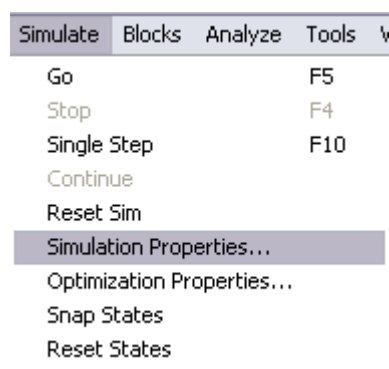 Simulate Blocks Analyze Tools
Go F5
Stop F4
Single Step F10
Continue
Reset Sim
Simulation Properties...
Optimization Properties...
Snap States
Reset States